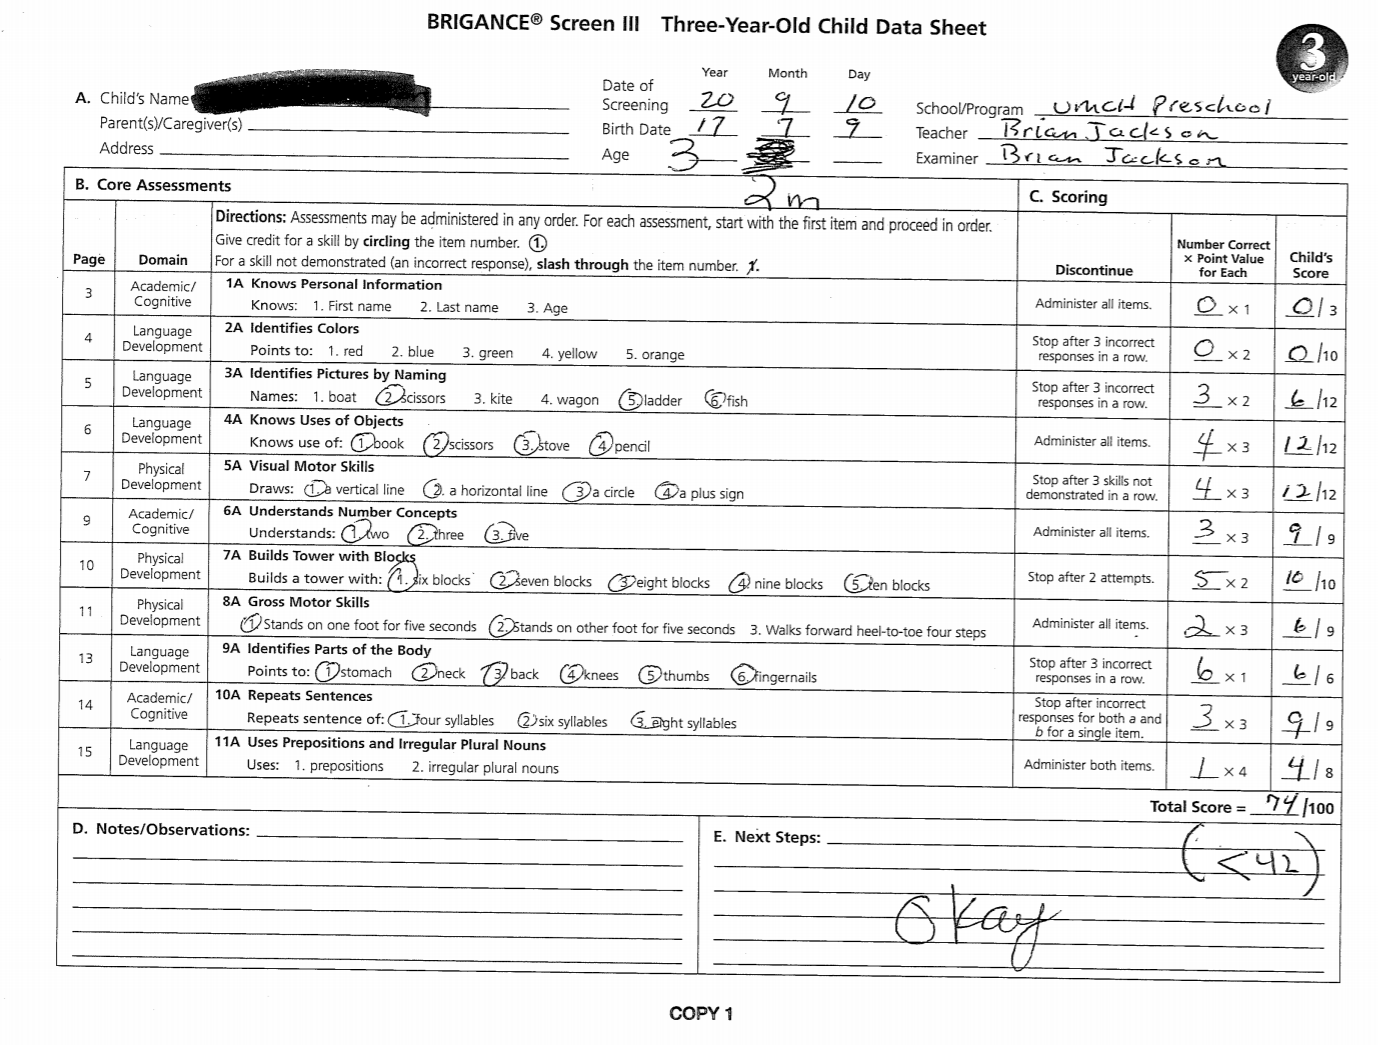 BRIGANCE® Screen III Three-Year-Old Child Data Sheet
3
year-old
Year Month Day
A. Child's Name
Date of Screening 20 9 10
School/Program UMCH Preschool
Parent(s)/Caregiver(s)
Birth Date 17 7 9
Teacher Brian Jackson
Address
Age 3
2m
Examiner Brian Jackson
B. Core Assessments
C. Scoring
Page
Domain
Directions: Assessments may be administered in any order. For each assessment, start with the first item and proceed in order.
Give credit for a skill by circling the item number. 1.
For a skill not demonstrated (an incorrect response), slash through the item number. 1.
Discontinue
Number Correct × Point Value for Each
Child's Score
3 Academic/Cognitive 1A Knows Personal Information
Knows: 1. First name 2. Last name 3. Age Administer all items. 0 × 1 0/3
4 Language Development 2A Identifies Colors
Points to: 1. red 2. blue 3. green 4. yellow 5. orange Stop after 3 incorrect responses in a row. 0 × 2 0/10
5 Language Development 3A Identifies Pictures by Naming
Names: 1. boat 2. scissors 3. kite 4. wagon 5. ladder 6. fish Stop after 3 incorrect responses in a row. 3 × 2 6/12
6 Language Development 4A Knows Uses of Objects
Knows use of: 1. book 2. scissors 3. stove 4. pencil Administer all items. 4 × 3 12/12
7 Physical Development 5A Visual Motor Skills
Draws: 1. a vertical line 2. a horizontal line 3. a circle 4. a plus sign Stop after 3 skills not demonstrated in a row. 4 × 3 12/12
9 Academic/Cognitive 6A Understands Number Concepts
Understands: 1. two 2. three 3. five Administer all items. 3 × 3 9/9
10 Physical Development 7A Builds Tower with Blocks
Builds a tower with: 1. six blocks 2. seven blocks 3. eight blocks 4. nine blocks 5. ten blocks Stop after 2 attempts. 5 × 2 10/10
11 Physical Development 8A Gross Motor Skills
1. Stands on one foot for five seconds 2. Stands on other foot for five seconds 3. Walks forward heel-to-toe four steps Administer all items. 2 × 3 6/9
13 Language Development 9A Identifies Parts of the Body
Points to: 1. stomach 2. neck 3. back 4. knees 5. thumbs 6. fingernails Stop after 3 incorrect responses in a row. 6 × 1 6/6
14 Academic/Cognitive 10A Repeats Sentences
Repeats sentence of: 1. four syllables 2. six syllables 3. eight syllables Stop after incorrect responses for both a and b for a single item. 3 × 3 9/9
15 Language Development 11A Uses Prepositions and Irregular Plural Nouns
Uses: 1. prepositions 2. irregular plural nouns Administer both items. 1 × 4 4/8
Total Score = 74/100
D. Notes/Observations:
E. Next Steps:
(<42)
Okay
COPY 1